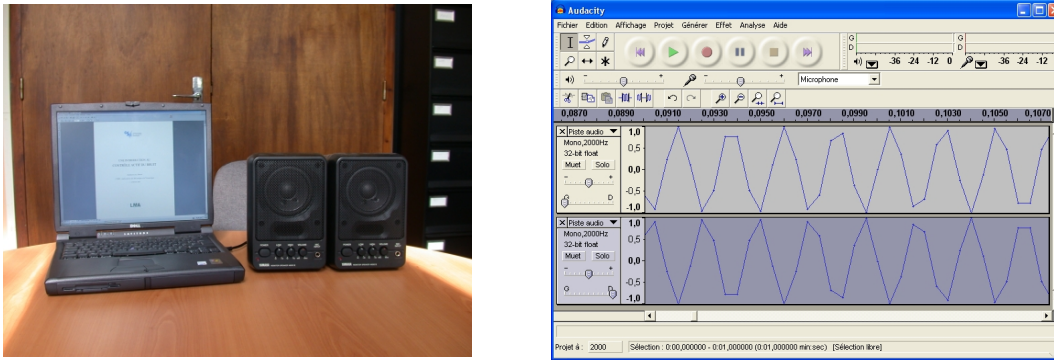 DELL
YAMAHA
YAMAHA
Audacity
Fichier Edition Affichage Projet Générer Effet Analyse Aide
G
D
-36 -24 -12 0
G
D
-36 -24 -12
Microphone
0,0870 0,0890 0,0910 0,0930 0,0950 0,0970 0,0990 0,1010 0,1030 0,1050 0,1070
Piste audio
Mono,2000Hz
32-bit float
Muet Solo
- +
G D
1,0
0,5
0,0
-0,5
-1,0
Piste audio
Mono,2000Hz
32-bit float
Muet Solo
- +
G D
1,0
0,5
0,0
-0,5
-1,0
Projet à : 2000 Sélection : 0:00,000000 - 0:01,000000 (0:01,000000 min:sec) [Sélection libre]